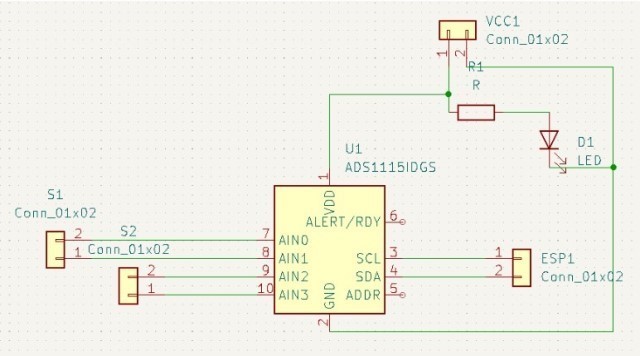 VCC1
Conn_01x02
1
2
R1
R
D1
LED
U1
ADS1115IDGS
1
VDD
S1
Conn_01x02
2
1
S2
Conn_01x02
2
1
7
8
9
10
AIN0
AIN1
AIN2
AIN3
ALERT/RDY
SCL
SDA
ADDR
6
3
4
5
GND
2
1
2
ESP1
Conn_01x02